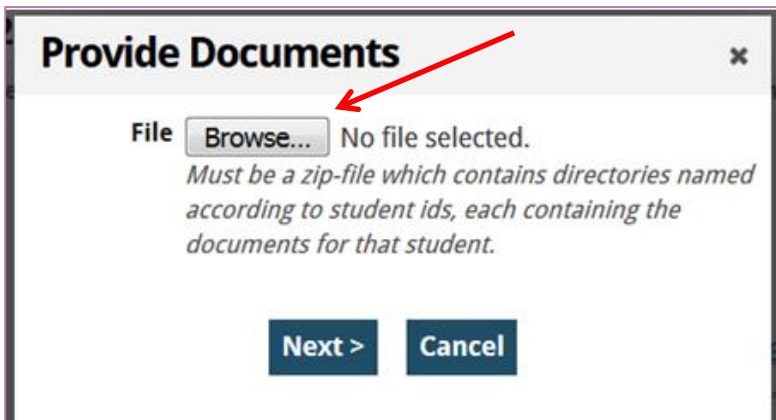 Provide Documents ✖
File Browse... No file selected.
Must be a zip-file which contains directories named
according to student ids, each containing the
documents for that student.
Next > Cancel